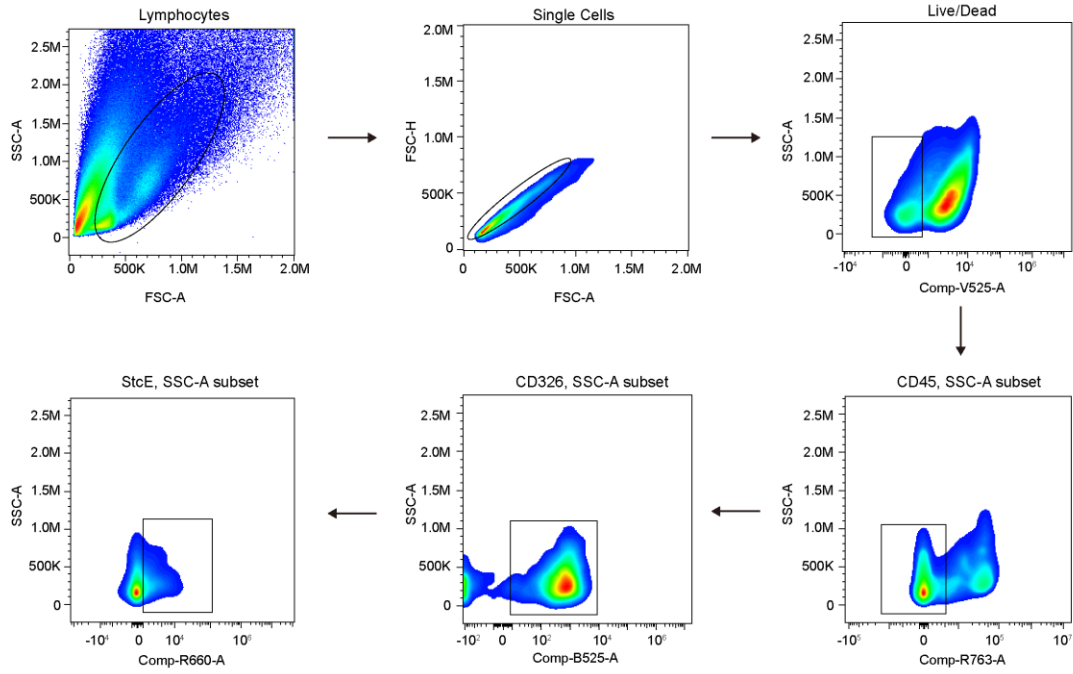 Lymphocytes
2.5M
2.0M
1.5M
1.0M
500K
0
SSC-A
0
500K
1.0M
1.5M
2.0M
FSC-A
Single Cells
2.0M
1.5M
1.0M
500K
0
FSC-H
0
500K
1.0M
1.5M
2.0M
FSC-A
Live/Dead
2.5M
2.0M
1.5M
1.0M
500K
0
SSC-A
-10⁴
0
10⁴
10⁶
Comp-V525-A
StcE, SSC-A subset
2.5M
2.0M
1.5M
1.0M
500K
0
SSC-A
-10⁴
0
10⁴
10⁶
Comp-R660-A
CD326, SSC-A subset
2.5M
2.0M
1.5M
1.0M
500K
0
SSC-A
-10²
0
10²
10⁴
10⁶
Comp-B525-A
CD45, SSC-A subset
2.5M
2.0M
1.5M
1.0M
500K
0
SSC-A
-10⁵
0
10⁵
10⁷
Comp-R763-A